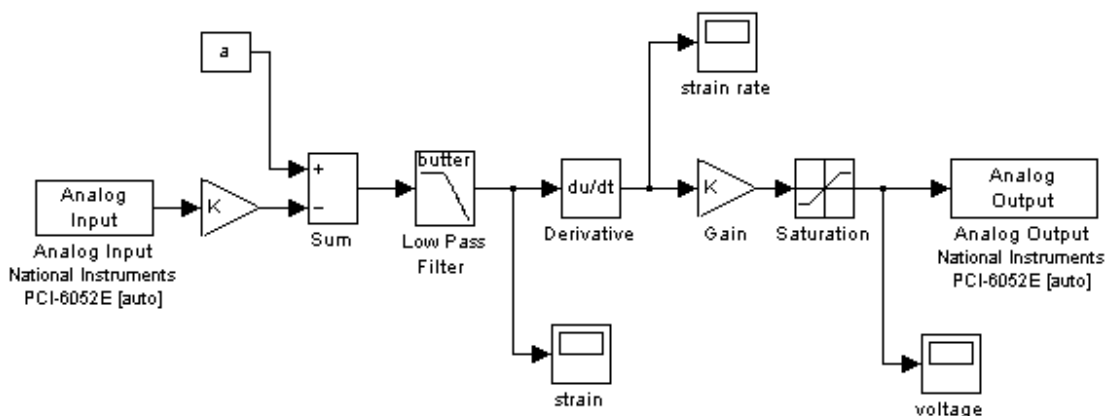 a
strain rate
+
butter
Analog
Input
K
−
du/dt
K
Analog
Output
Sum
Low Pass
Filter
Derivative
Gain
Saturation
Analog Input
National Instruments
PCI-6052E [auto]
Analog Output
National Instruments
PCI-6052E [auto]
strain
voltage